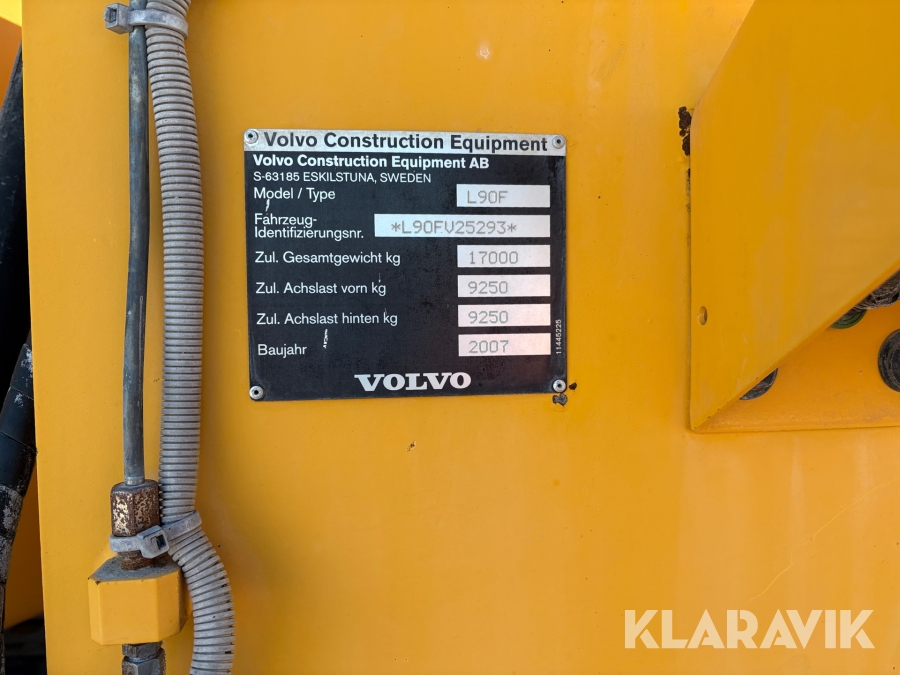 Volvo Construction Equipment
Volvo Construction Equipment AB
S-63185 ESKILSTUNA, SWEDEN
Model / Type L90F
Fahrzeug-
Identifizierungsnr. *L90FV25293*
Zul. Gesamtgewicht kg 17000
Zul. Achslast vorn kg 9250
Zul. Achslast hinten kg 9250
Baujahr 2007
11445225
VOLVO
KLARAVIK